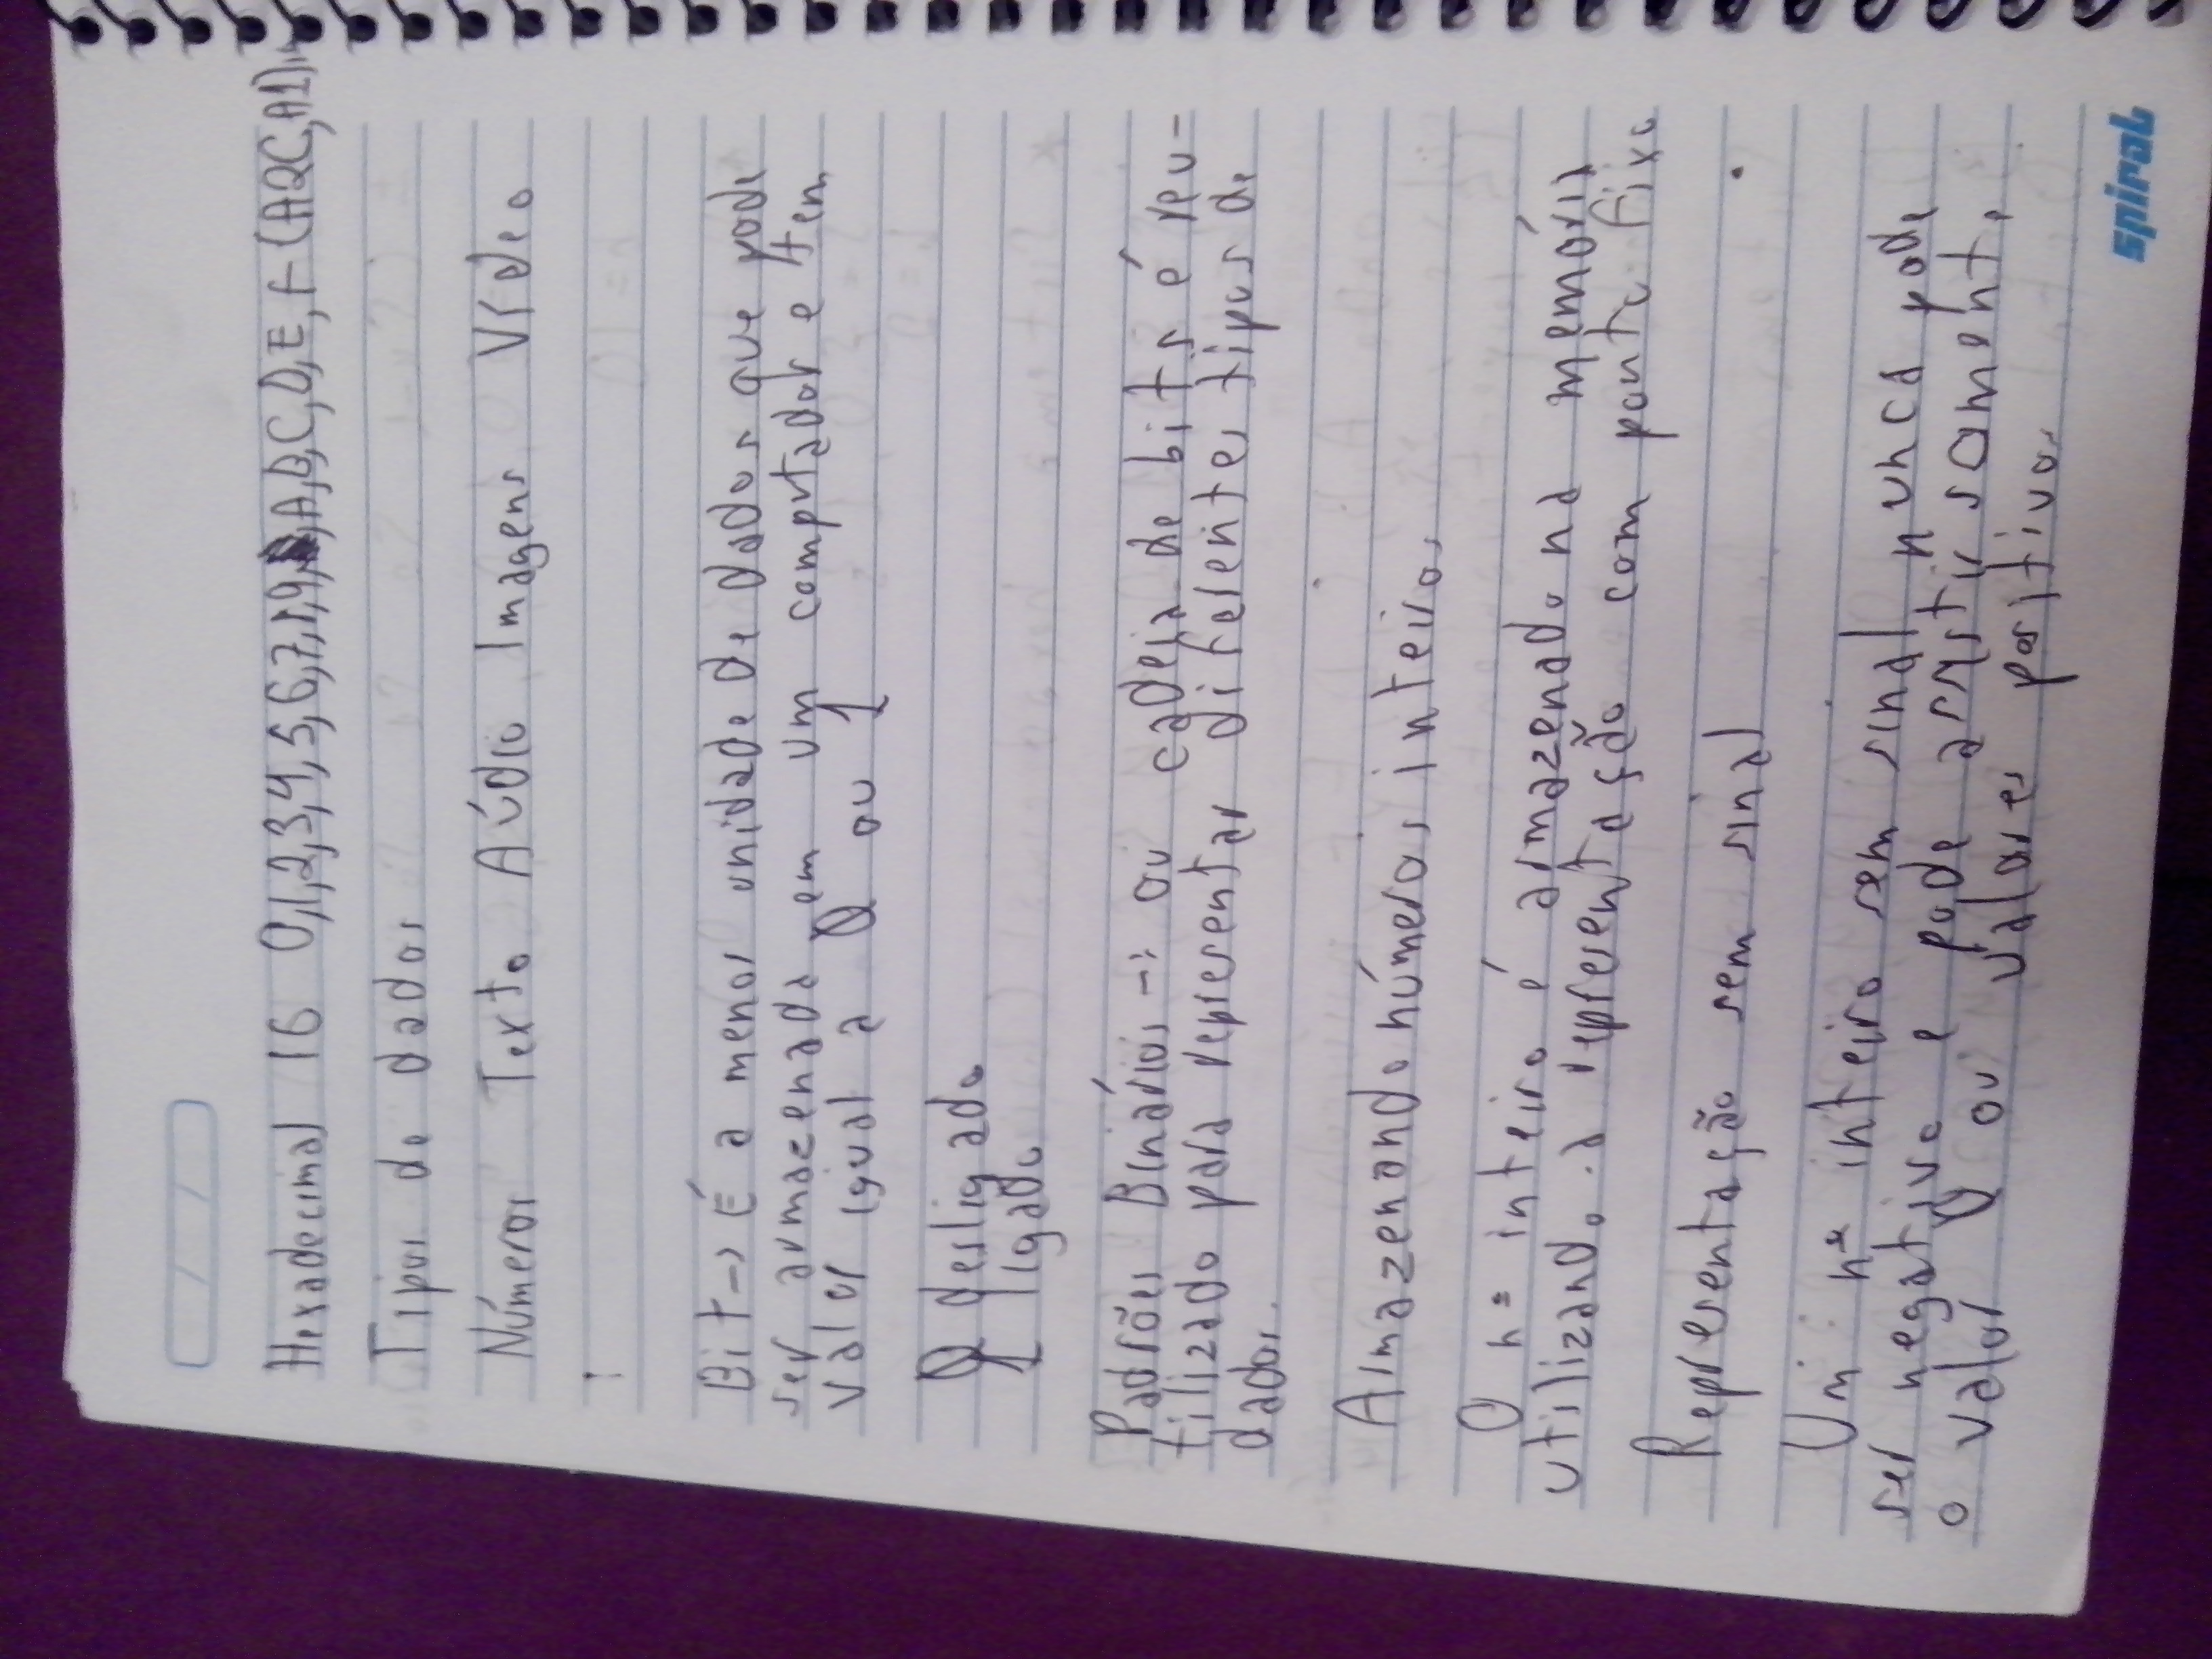 Hexadecimal 16 0,1,2,3,4,5,6,7,8,9,A,B,C,D,E,F (A2C,A1)16
Tipos de dados
Números Texto Aúdio Imagens Vídeo
Bit -> É a menor unidade de dados que pode
ser armazenada em um computador e tem
valor igual a 0 ou 1
0 desligado
1 ligado
Padrões Binários -> ou cadeia de bits é reu-
tilizado para representar diferentes tipos de
dados.
Armazenando números inteiros
O nº inteiro é armazenado na memória
utilizando a representação com ponto fixo
Representação sem sinal
Um nº inteiro sem sinal nunca pode
ser negativo e pode somente
o valor 0 ou valores positivos
spiral